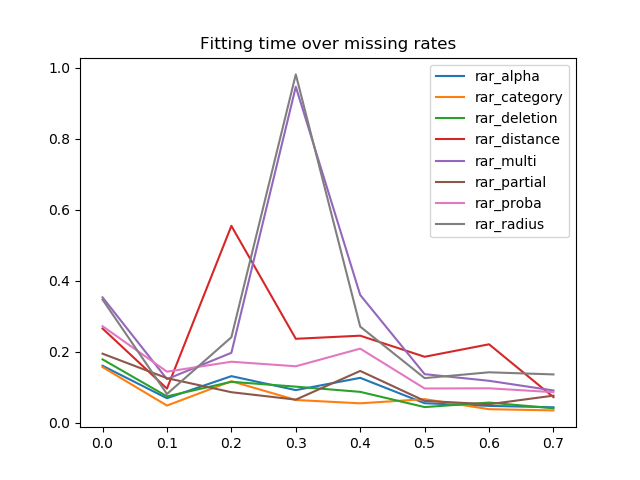 Fitting time over missing rates
1.0
0.8
0.6
0.4
0.2
0.0
rar_alpha
rar_category
rar_deletion
rar_distance
rar_multi
rar_partial
rar_proba
rar_radius
0.0 0.1 0.2 0.3 0.4 0.5 0.6 0.7